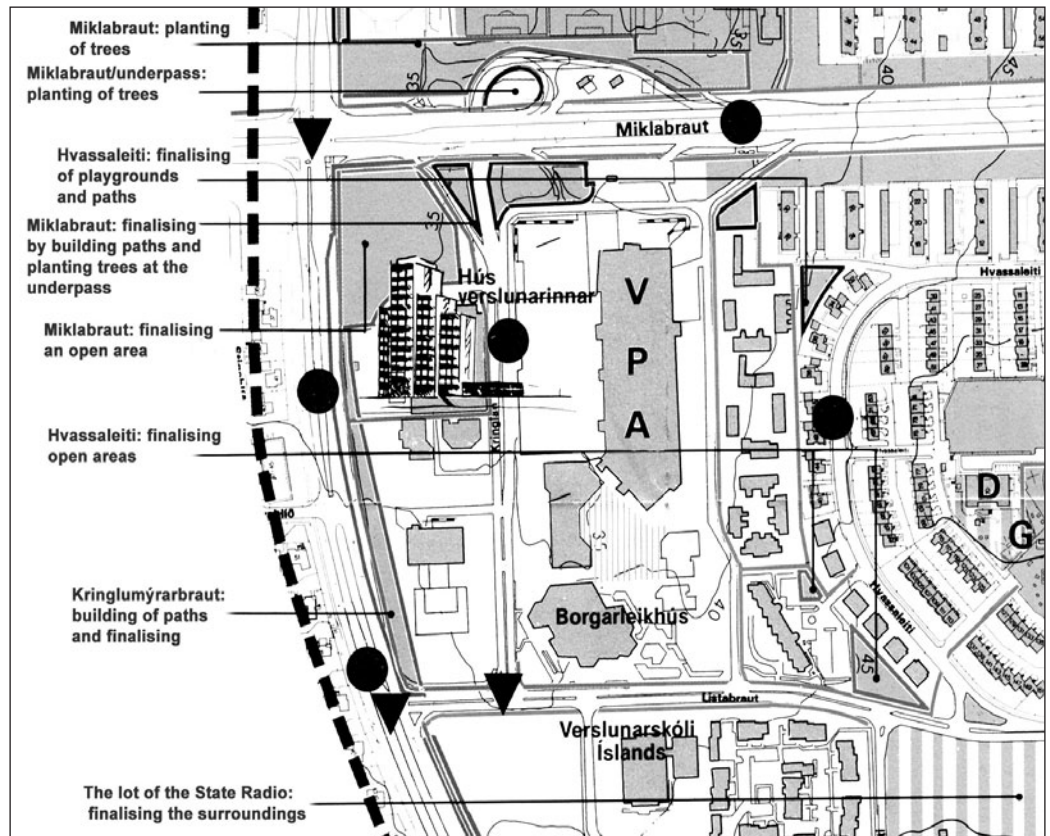 Miklabraut: planting
of trees
Miklabraut/underpass:
planting of trees
Hvassaleiti: finalising
of playgrounds
and paths
Miklabraut: finalising
by building paths and
planting trees at the
underpass
Miklabraut: finalising
an open area
Hvassaleiti: finalising
open areas
Kringlumýrarbraut:
building of paths
and finalising
The lot of the State Radio:
finalising the surroundings
35
35
40
45
Miklabraut
35
Hús
verslunarinnar
V
P
A
Hvassaleiti
Kringlan
D
G
35
40
Borgarleikhús
Hvassaleiti
45
Listabraut
Verslunarskóli
Íslands